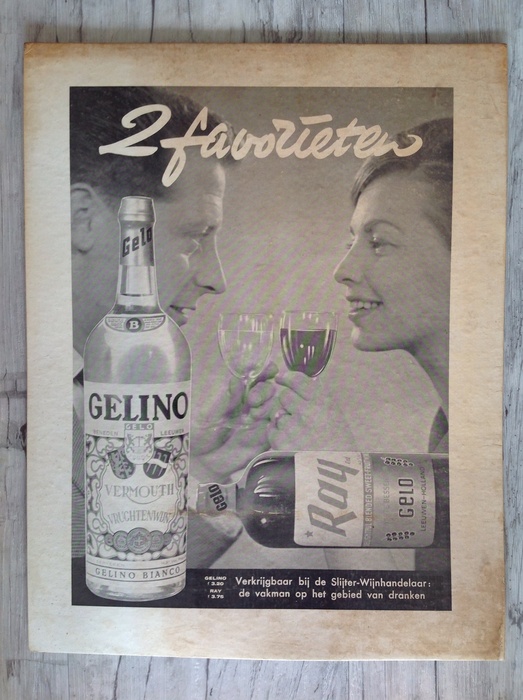 2 favorieten
Gelo
B
GELINO
GELO
LEEUWEN
VERMOUTH
VRUCHTENWIJN
GELINO BIANCO
GELO
Ray
GELO
LEEUWEN-HOLLAND
GELINO
f 3.20
RAY
f 3.75
Verkrijgbaar bij de Slijter-Wijnhandelaar:
de vakman op het gebied van dranken